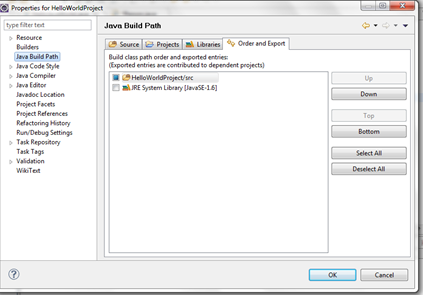 Properties for HelloWorldProject
type filter text
Resource
Builders
Java Build Path
Java Code Style
Java Compiler
Java Editor
Javadoc Location
Project Facets
Project References
Refactoring History
Run/Debug Settings
Task Repository
Task Tags
Validation
WikiText
Java Build Path
Source Projects Libraries Order and Export
Build class path order and exported entries:
(Exported entries are contributed to dependent projects)
HelloWorldProject/src
JRE System Library [JavaSE-1.6]
Up
Down
Top
Bottom
Select All
Deselect All
OK
Cancel